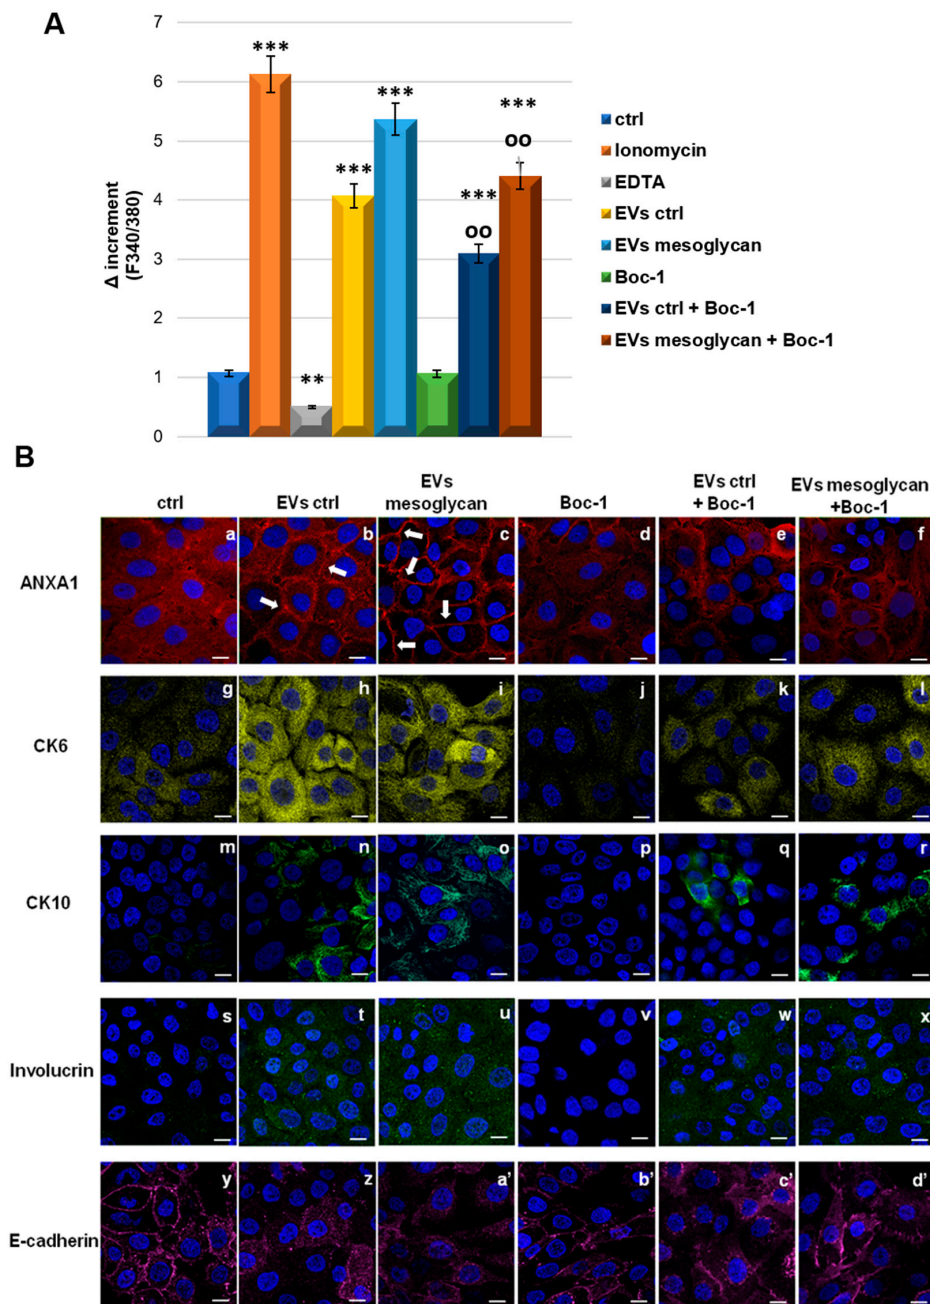 A
7
6
5
4
3
2
1
0
Δ increment
(F340/380)
***
**
***
***
***
oo
***
oo
ctrl
Ionomycin
EDTA
EVs ctrl
EVs mesoglycan
Boc-1
EVs ctrl + Boc-1
EVs mesoglycan + Boc-1
B
ctrl
EVs ctrl
EVs
mesoglycan
Boc-1
EVs ctrl
+ Boc-1
EVs mesoglycan
+Boc-1
ANXA1
a
b
c
d
e
f
CK6
g
h
i
j
k
l
CK10
m
n
o
p
q
r
Involucrin
s
t
u
v
w
x
E-cadherin
y
z
a'
b'
c'
d'